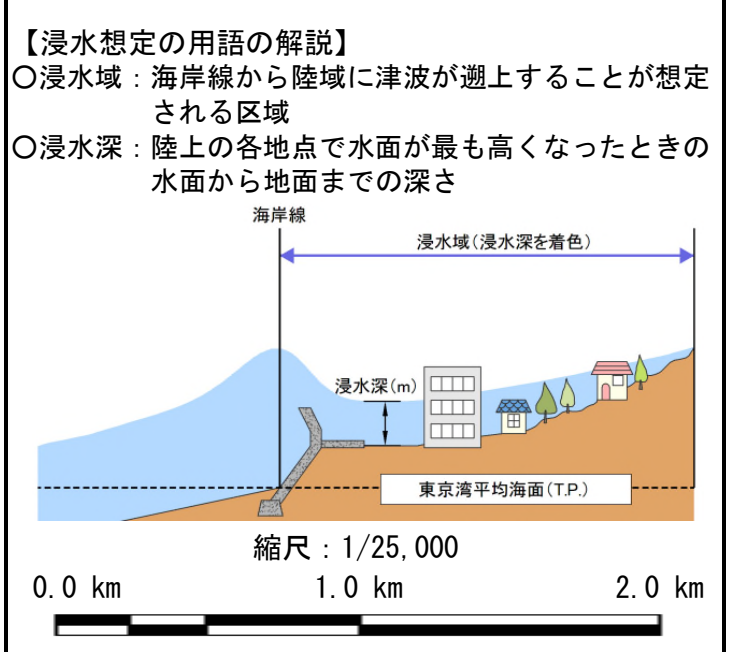 【浸水想定の用語の解説】
○浸水域：海岸線から陸域に津波が遡上することが想定
される区域
○浸水深：陸上の各地点で水面が最も高くなったときの
水面から地面までの深さ
海岸線
浸水域（浸水深を着色）
浸水深（m）
東京湾平均海面（T.P.）
縮尺：1/25,000
0.0 km 1.0 km 2.0 km